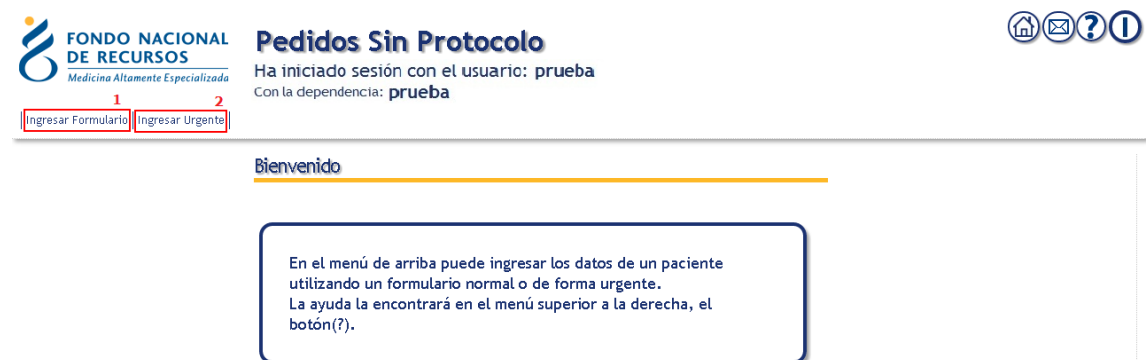 FONDO NACIONAL
DE RECURSOS
Medicina Altamente Especializada
Pedidos Sin Protocolo
Ha iniciado sesión con el usuario: prueba
Con la dependencia: prueba
?
1 2
|Ingresar Formulario| |Ingresar Urgente|
Bienvenido
En el menú de arriba puede ingresar los datos de un paciente
utilizando un formulario normal o de forma urgente.
La ayuda la encontrará en el menú superior a la derecha, el
botón(?).